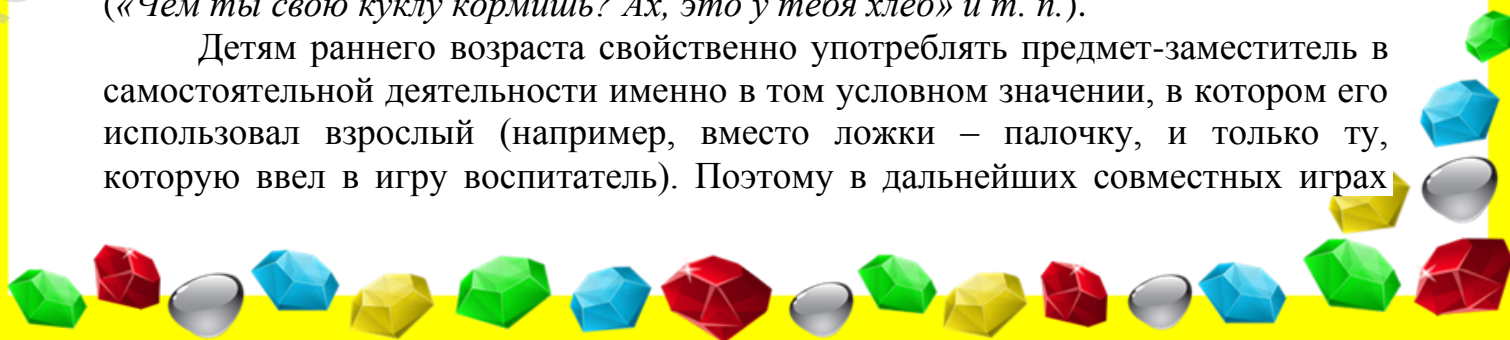 («Чем ты свою куклу кормишь? Ах, это у тебя хлеб» и т. п.).
Детям раннего возраста свойственно употреблять предмет-заместитель в
самостоятельной деятельности именно в том условном значении, в котором его
использовал взрослый (например, вместо ложки – палочку, и только ту,
которую ввел в игру воспитатель). Поэтому в дальнейших совместных играх